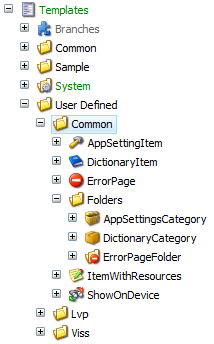 Templates
Branches
Common
Sample
System
User Defined
Common
AppSettingItem
DictionaryItem
ErrorPage
Folders
AppSettingsCategory
DictionaryCategory
ErrorPageFolder
ItemWithResources
ShowOnDevice
Lvp
Viss